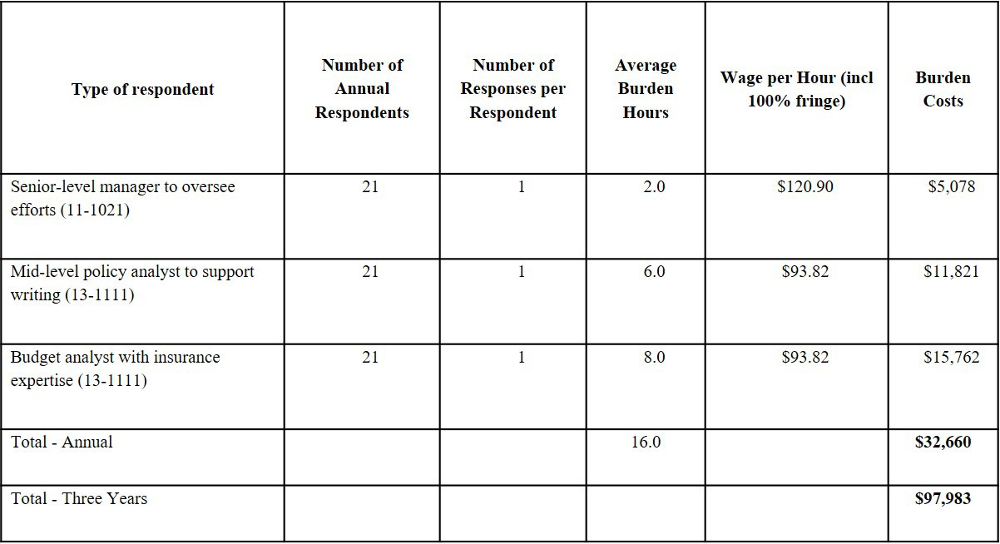 Type of respondent
Number of
Annual
Respondents
Number of
Responses per
Respondent
Average
Burden
Hours
Wage per Hour (incl
100% fringe)
Burden
Costs
Senior-level manager to oversee
efforts (11-1021)
21
1
2.0
$120.90
$5,078
Mid-level policy analyst to support
writing (13-1111)
21
1
6.0
$93.82
$11,821
Budget analyst with insurance
expertise (13-1111)
21
1
8.0
$93.82
$15,762
Total - Annual
16.0
$32,660
Total - Three Years
$97,983